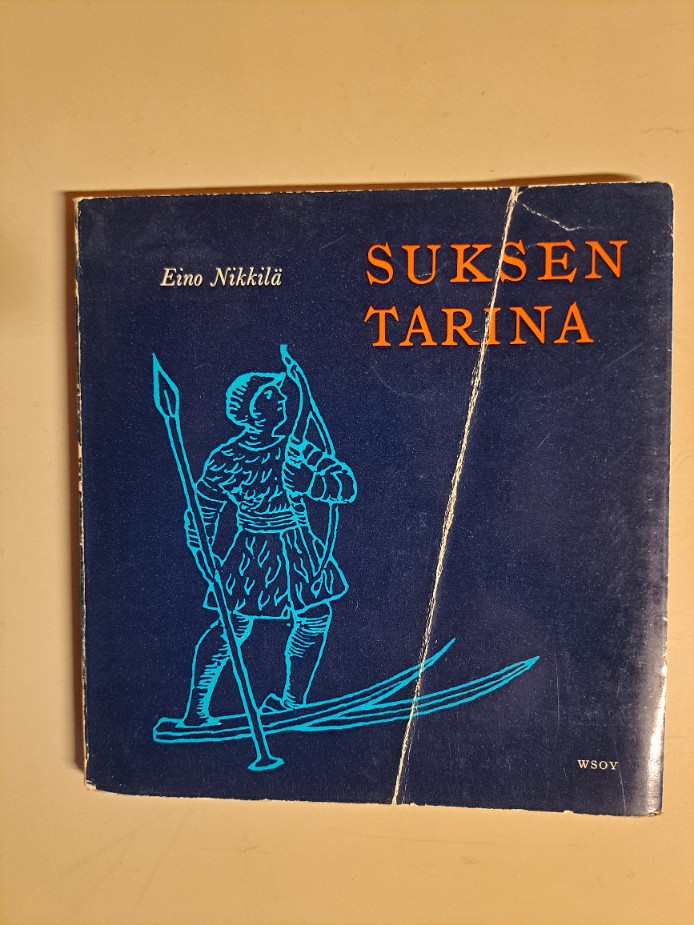 Eino Nikkilä
SUKSEN
TARINA
WSOY